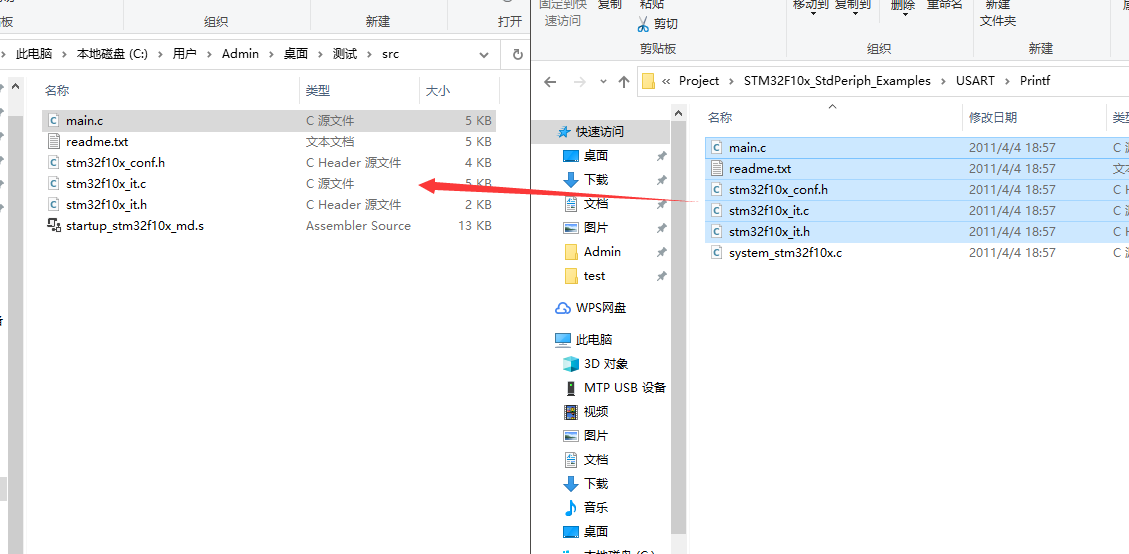 贴板
组织
新建
打开
此电脑 › 本地磁盘 (C:) › 用户 › Admin › 桌面 › 测试 › src
名称 类型 大小
main.c C 源文件 5 KB
readme.txt 文本文档 5 KB
stm32f10x_conf.h C Header 源文件 4 KB
stm32f10x_it.c C 源文件 5 KB
stm32f10x_it.h C Header 源文件 2 KB
startup_stm32f10x_md.s Assembler Source 13 KB
固定到快 复制 粘贴 移动到 复制到 删除 重命名 新建
速访问 剪切 文件夹
剪贴板 组织 新建
« Project › STM32F10x_StdPeriph_Examples › USART › Printf
快速访问
桌面
下载
文档
图片
Admin
test
WPS网盘
此电脑
3D 对象
MTP USB 设备
视频
图片
文档
下载
音乐
桌面
本地磁盘 (C:)
名称 修改日期 类型
main.c 2011/4/4 18:57 C
readme.txt 2011/4/4 18:57 文本
stm32f10x_conf.h 2011/4/4 18:57 C H
stm32f10x_it.c 2011/4/4 18:57 C
stm32f10x_it.h 2011/4/4 18:57 C H
system_stm32f10x.c 2011/4/4 18:57 C